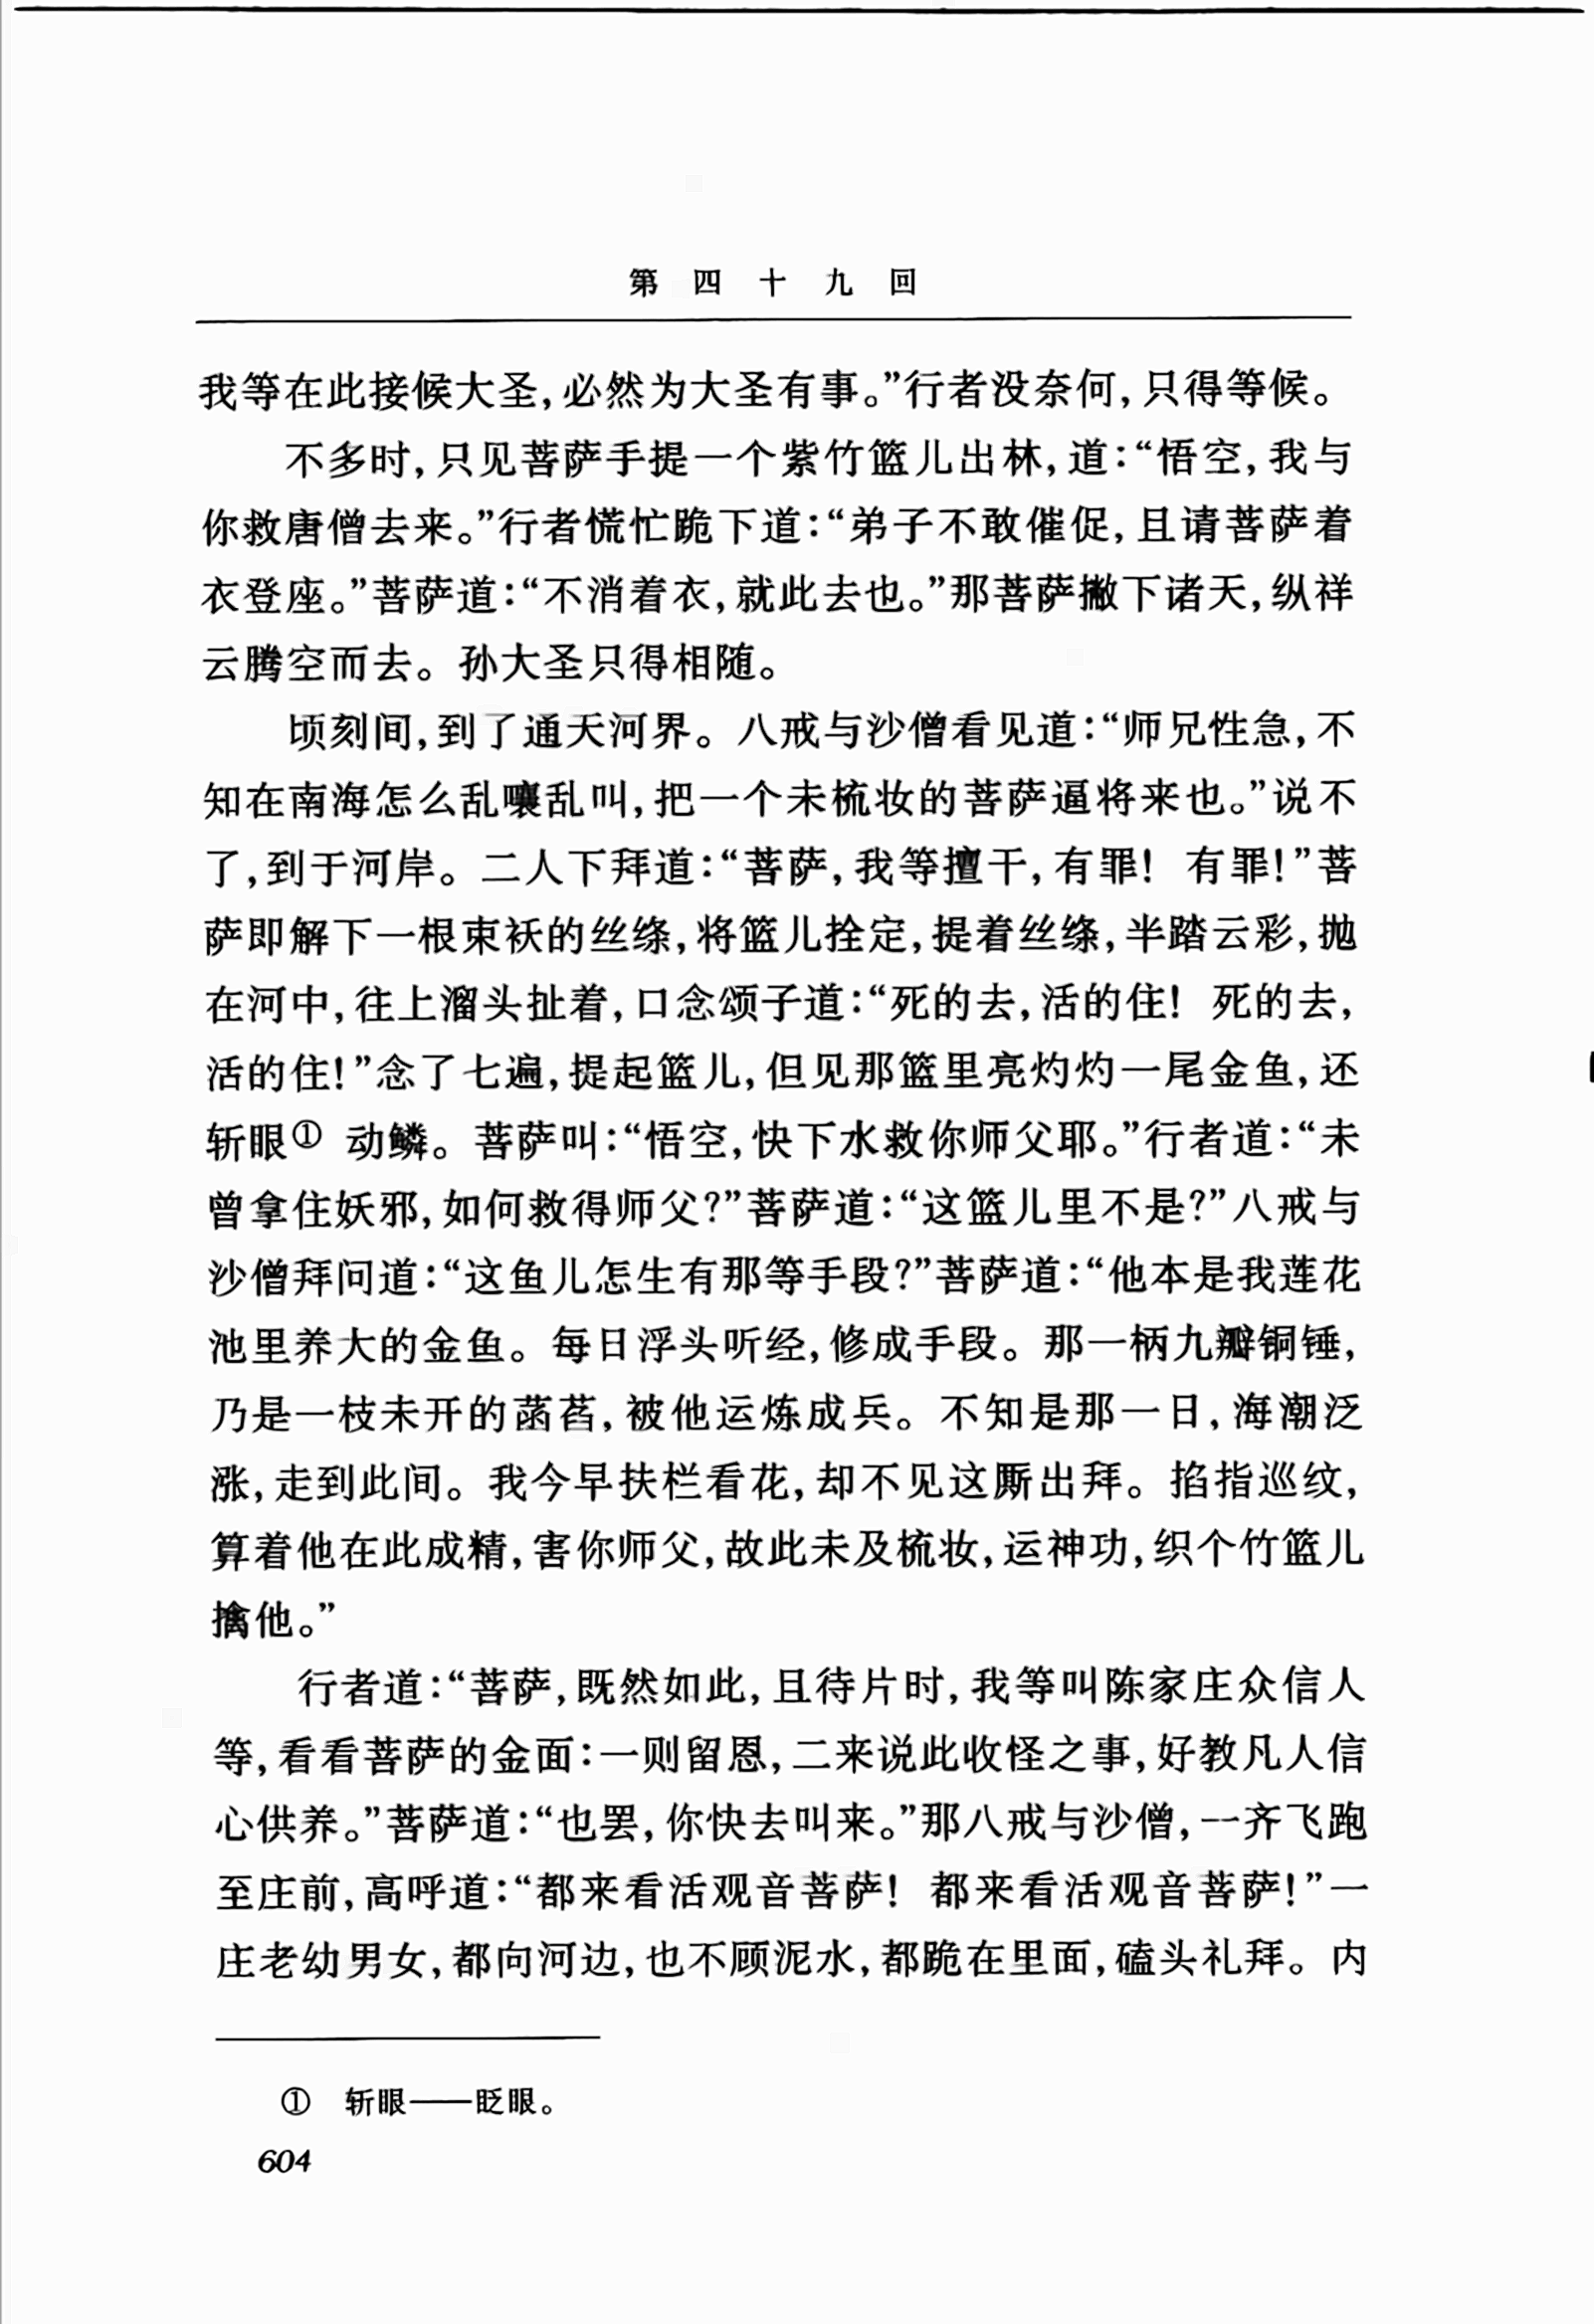 第四十九回
我等在此接候大圣,必然为大圣有事。”行者没奈何,只得等候。
不多时,只见菩萨手提一个紫竹篮儿出林,道:“悟空,我与
你救唐僧去来。”行者慌忙跪下道:“弟子不敢催促,且请菩萨着
衣登座。”菩萨道:“不消着衣,就此去也。”那菩萨撇下诸天,纵祥
云腾空而去。孙大圣只得相随。
顷刻间,到了通天河界。八戒与沙僧看见道:“师兄性急,不
知在南海怎么乱嚷乱叫,把一个未梳妆的菩萨逼将来也。”说不
了,到于河岸。二人下拜道:“菩萨,我等擅干,有罪! 有罪!”菩
萨即解下一根束袄的丝绦,将篮儿拴定,提着丝绦,半踏云彩,抛
在河中,往上溜头扯着,口念颂子道:“死的去,活的住! 死的去,
活的住!”念了七遍,提起篮儿,但见那篮里亮灼灼一尾金鱼,还
斩眼① 动鳞。菩萨叫:“悟空,快下水救你师父耶。”行者道:“未
曾拿住妖邪,如何救得师父?”菩萨道:“这篮儿里不是?”八戒与
沙僧拜问道:“这鱼儿怎生有那等手段?”菩萨道:“他本是我莲花
池里养大的金鱼。每日浮头听经,修成手段。那一柄九瓣铜锤,
乃是一枝未开的菡萏,被他运炼成兵。不知是那一日,海潮泛
涨,走到此间。我今早扶栏看花,却不见这厮出拜。掐指巡纹,
算着他在此成精,害你师父,故此未及梳妆,运神功,织个竹篮儿
擒他。”
行者道:“菩萨,既然如此,且待片时,我等叫陈家庄众信人
等,看看菩萨的金面:一则留恩,二来说此收怪之事,好教凡人信
心供养。”菩萨道:“也罢,你快去叫来。”那八戒与沙僧,一齐飞跑
至庄前,高呼道:“都来看活观音菩萨! 都来看活观音菩萨!”一
庄老幼男女,都向河边,也不顾泥水,都跪在里面,磕头礼拜。内
① 斩眼——眨眼。
604